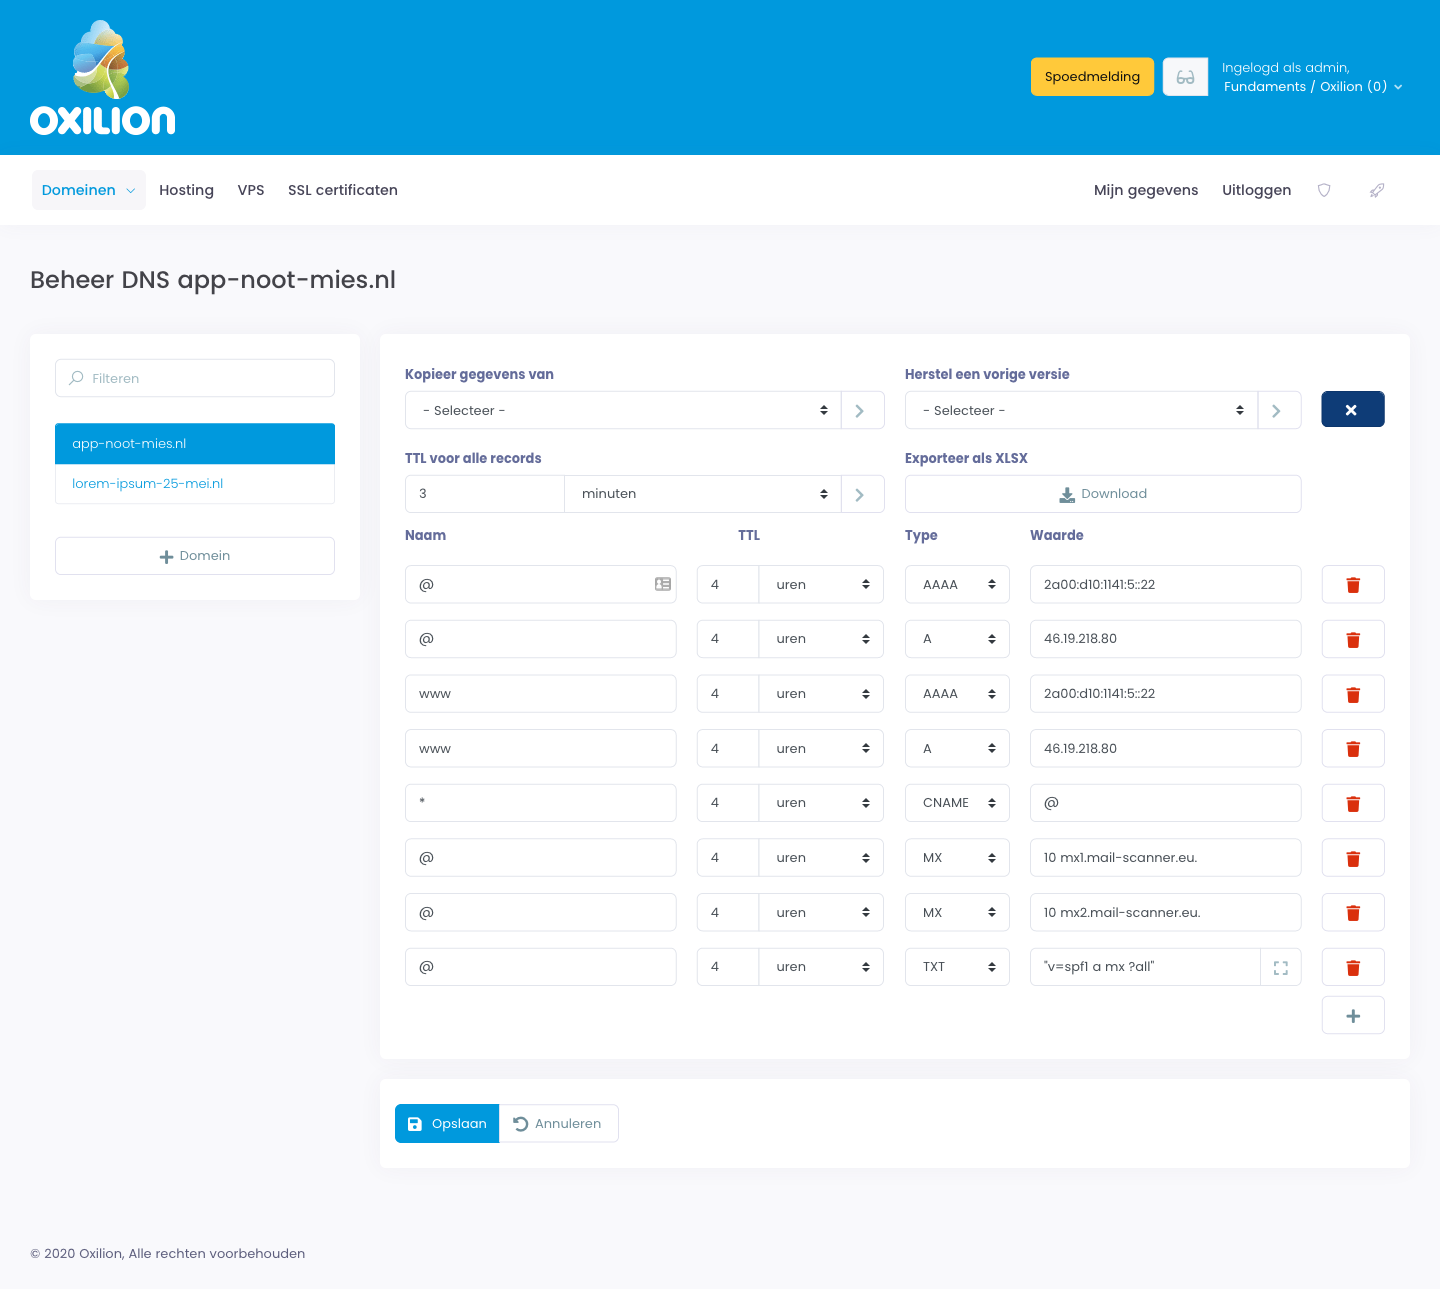 OXILION
Spoedmelding
Ingelogd als admin,
Fundaments / Oxilion (0)
Domeinen Hosting VPS SSL certificaten Mijn gegevens Uitloggen
Beheer DNS app-noot-mies.nl
Filteren
app-noot-mies.nl
lorem-ipsum-25-mei.nl
Domein
Kopieer gegevens van Herstel een vorige versie
- Selecteer - - Selecteer -
TTL voor alle records Exporteer als XLSX
3 minuten Download
Naam TTL Type Waarde
@ 4 uren AAAA 2a00:d10:1141:5::22
@ 4 uren A 46.19.218.80
www 4 uren AAAA 2a00:d10:1141:5::22
www 4 uren A 46.19.218.80
* 4 uren CNAME @
@ 4 uren MX 10 mx1.mail-scanner.eu.
@ 4 uren MX 10 mx2.mail-scanner.eu.
@ 4 uren TXT "v=spf1 a mx ?all"
Opslaan Annuleren
© 2020 Oxilion, Alle rechten voorbehouden